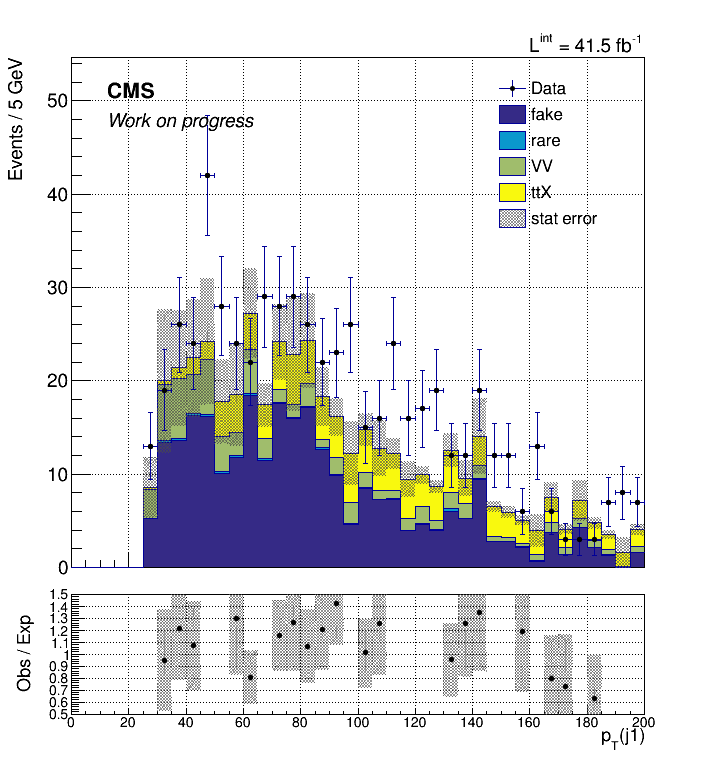 L^int = 41.5 fb^-1
CMS
Work on progress
Events / 5 GeV
Data
fake
rare
VV
ttX
stat error
50
40
30
20
10
0
Obs / Exp
1.5
1.4
1.3
1.2
1.1
1
0.9
0.8
0.7
0.6
0.5
0 20 40 60 80 100 120 140 160 180 200
p_T(j1)